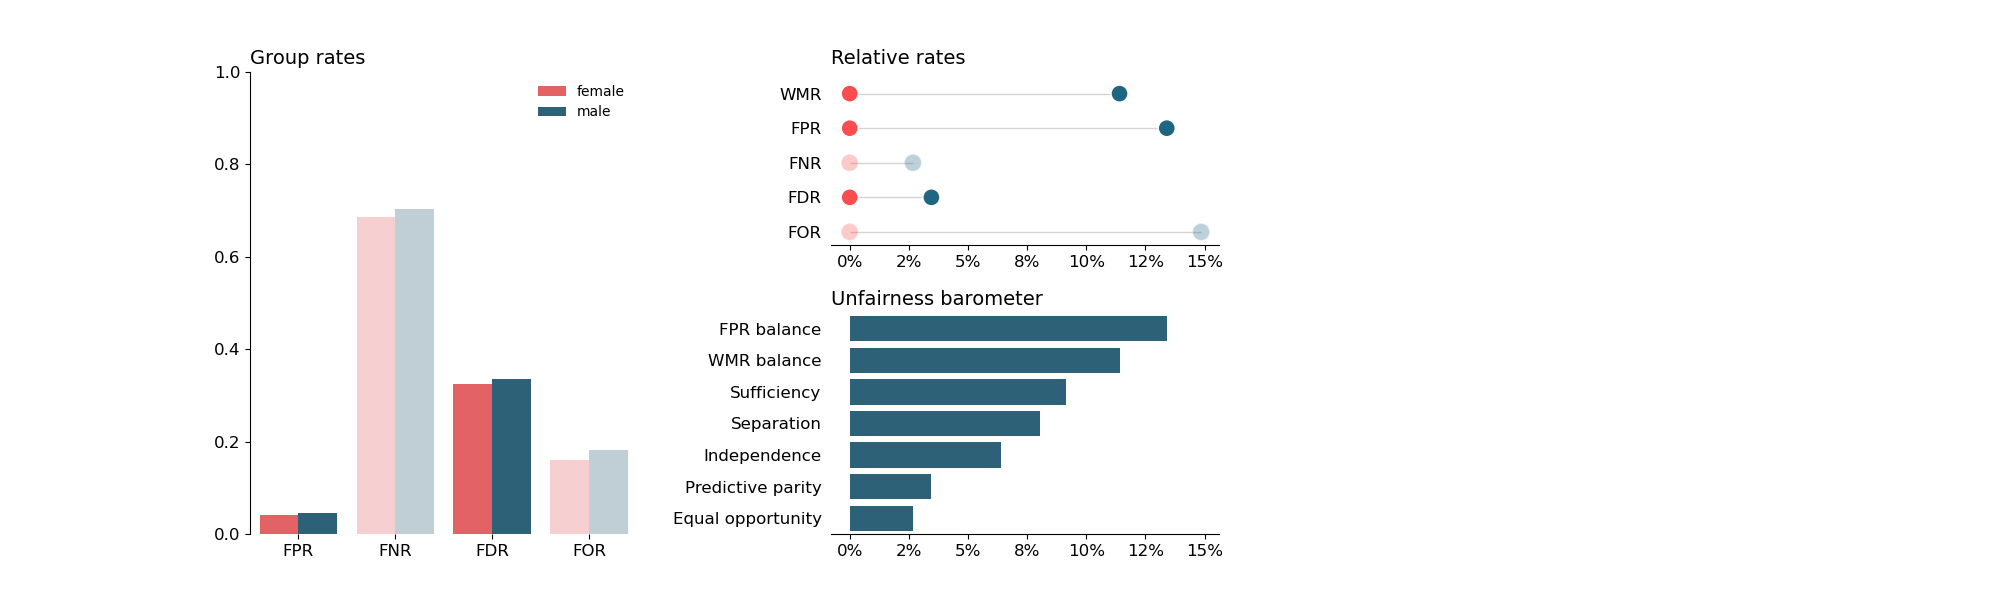 Group rates
1.0
0.8
0.6
0.4
0.2
0.0
female
male
FPR
FNR
FDR
FOR
Relative rates
WMR
FPR
FNR
FDR
FOR
0%
2%
5%
8%
10%
12%
15%
Unfairness barometer
FPR balance
WMR balance
Sufficiency
Separation
Independence
Predictive parity
Equal opportunity
0%
2%
5%
8%
10%
12%
15%